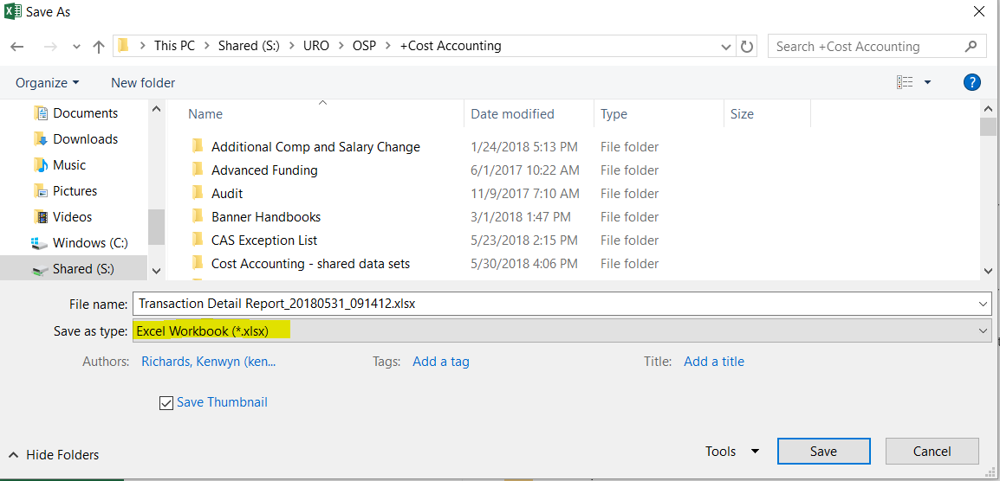 Save As
This PC > Shared (S:) > URO > OSP > +Cost Accounting
Search +Cost Accounting
Organize
New folder
?
Documents
Downloads
Music
Pictures
Videos
Windows (C:)
Shared (S:)
Name Date modified Type Size
Additional Comp and Salary Change 1/24/2018 5:13 PM File folder
Advanced Funding 6/1/2017 10:22 AM File folder
Audit 11/9/2017 7:10 AM File folder
Banner Handbooks 3/1/2018 1:47 PM File folder
CAS Exception List 5/23/2018 2:15 PM File folder
Cost Accounting - shared data sets 5/30/2018 4:06 PM File folder
File name: Transaction Detail Report_20180531_091412.xlsx
Save as type: Excel Workbook (*.xlsx)
Authors: Richards, Kenwyn (ken... Tags: Add a tag Title: Add a title
Save Thumbnail
Hide Folders
Tools
Save
Cancel